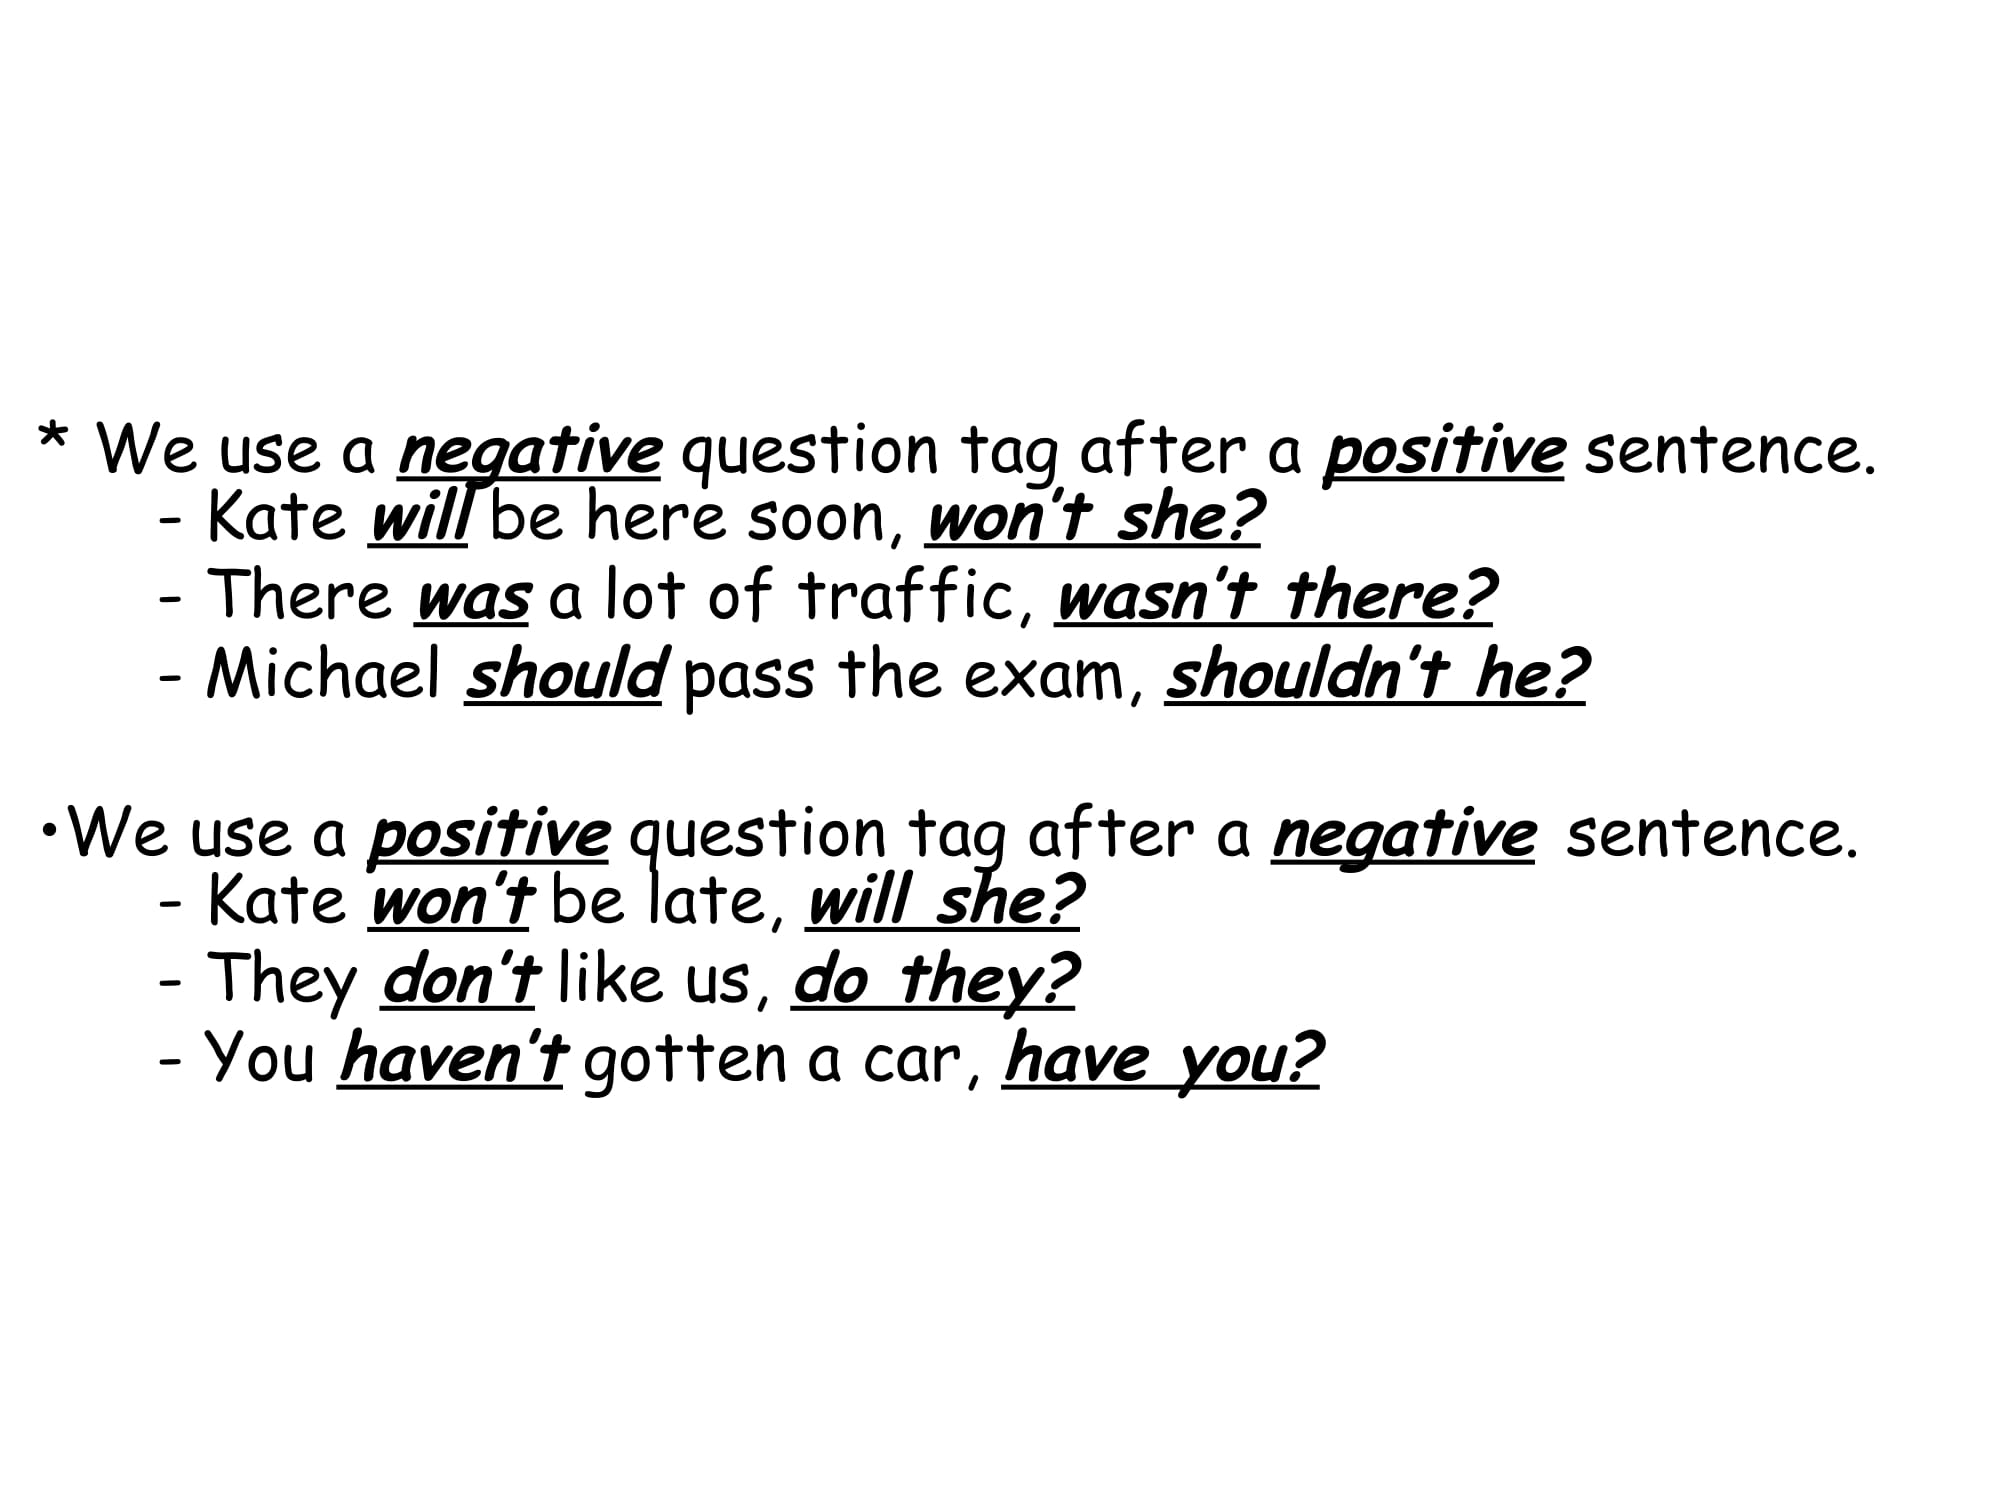 * We use a negative question tag after a positive sentence.
- Kate will be here soon, won't she?
- There was a lot of traffic, wasn't there?
- Michael should pass the exam, shouldn't he?
•We use a positive question tag after a negative sentence.
- Kate won't be late, will she?
- They don't like us, do they?
- You haven't gotten a car, have you?